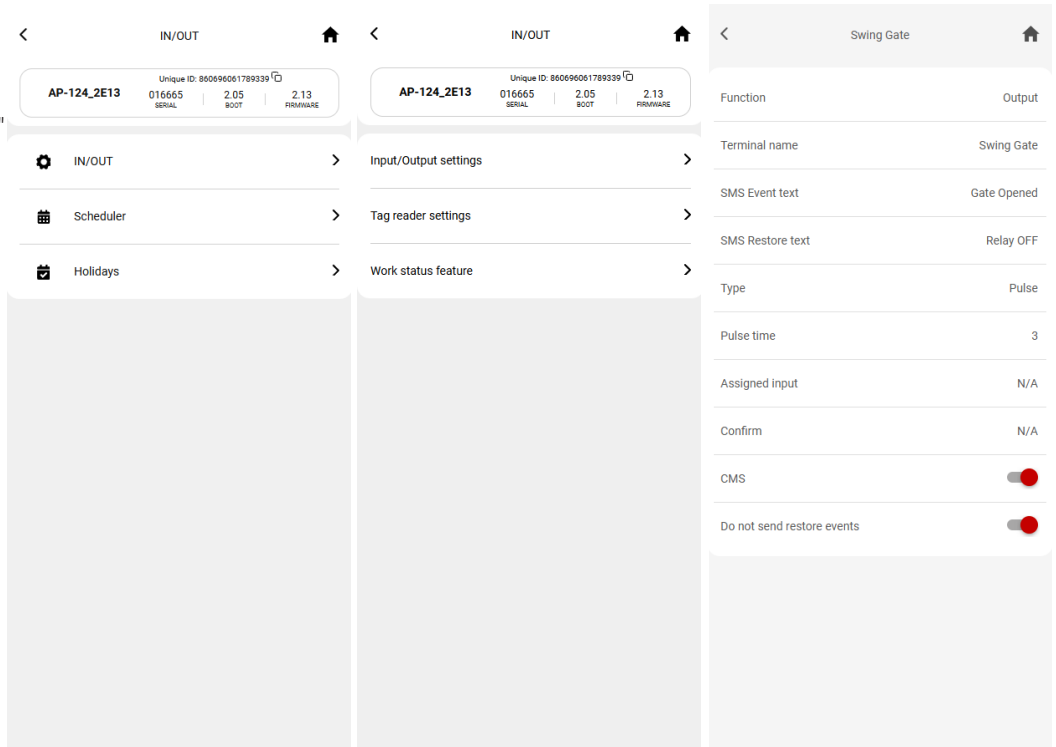 IN/OUT
Unique ID: 860696061789339
AP-124_2E13
016665 2.05 2.13
SERIAL BOOT FIRMWARE
"
IN/OUT
Scheduler
Holidays
IN/OUT
Unique ID: 860696061789339
AP-124_2E13
016665 2.05 2.13
SERIAL BOOT FIRMWARE
Input/Output settings
Tag reader settings
Work status feature
Swing Gate
Function Output
Terminal name Swing Gate
SMS Event text Gate Opened
SMS Restore text Relay OFF
Type Pulse
Pulse time 3
Assigned input N/A
Confirm N/A
CMS
Do not send restore events